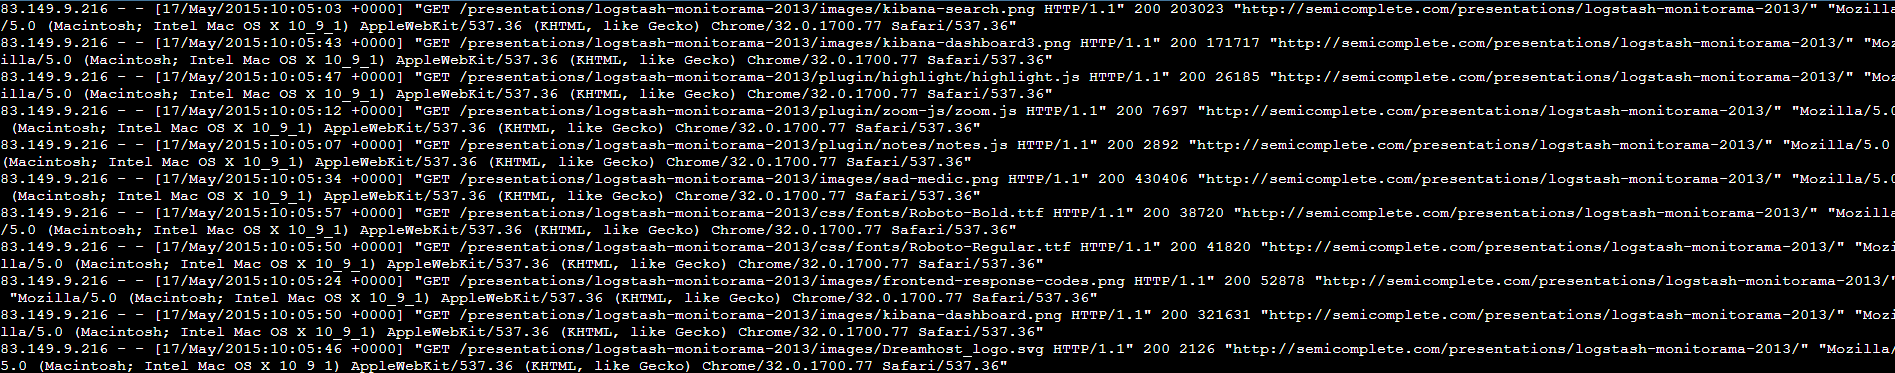 83.149.9.216 - - [17/May/2015:10:05:03 +0000] "GET /presentations/logstash-monitorama-2013/images/kibana-search.png HTTP/1.1" 200 203023 "http://semicomplete.com/presentations/logstash-monitorama-2013/" "Mozilla
/5.0 (Macintosh; Intel Mac OS X 10_9_1) AppleWebKit/537.36 (KHTML, like Gecko) Chrome/32.0.1700.77 Safari/537.36"
83.149.9.216 - - [17/May/2015:10:05:43 +0000] "GET /presentations/logstash-monitorama-2013/images/kibana-dashboard3.png HTTP/1.1" 200 171717 "http://semicomplete.com/presentations/logstash-monitorama-2013/" "Moz
illa/5.0 (Macintosh; Intel Mac OS X 10_9_1) AppleWebKit/537.36 (KHTML, like Gecko) Chrome/32.0.1700.77 Safari/537.36"
83.149.9.216 - - [17/May/2015:10:05:47 +0000] "GET /presentations/logstash-monitorama-2013/plugin/highlight/highlight.js HTTP/1.1" 200 26185 "http://semicomplete.com/presentations/logstash-monitorama-2013/" "Moz
illa/5.0 (Macintosh; Intel Mac OS X 10_9_1) AppleWebKit/537.36 (KHTML, like Gecko) Chrome/32.0.1700.77 Safari/537.36"
83.149.9.216 - - [17/May/2015:10:05:12 +0000] "GET /presentations/logstash-monitorama-2013/plugin/zoom-js/zoom.js HTTP/1.1" 200 7697 "http://semicomplete.com/presentations/logstash-monitorama-2013/" "Mozilla/5.0
(Macintosh; Intel Mac OS X 10_9_1) AppleWebKit/537.36 (KHTML, like Gecko) Chrome/32.0.1700.77 Safari/537.36"
83.149.9.216 - - [17/May/2015:10:05:07 +0000] "GET /presentations/logstash-monitorama-2013/plugin/notes/notes.js HTTP/1.1" 200 2892 "http://semicomplete.com/presentations/logstash-monitorama-2013/" "Mozilla/5.0
(Macintosh; Intel Mac OS X 10_9_1) AppleWebKit/537.36 (KHTML, like Gecko) Chrome/32.0.1700.77 Safari/537.36"
83.149.9.216 - - [17/May/2015:10:05:34 +0000] "GET /presentations/logstash-monitorama-2013/images/sad-medic.png HTTP/1.1" 200 430406 "http://semicomplete.com/presentations/logstash-monitorama-2013/" "Mozilla/5.0
(Macintosh; Intel Mac OS X 10_9_1) AppleWebKit/537.36 (KHTML, like Gecko) Chrome/32.0.1700.77 Safari/537.36"
83.149.9.216 - - [17/May/2015:10:05:57 +0000] "GET /presentations/logstash-monitorama-2013/css/fonts/Roboto-Bold.ttf HTTP/1.1" 200 38720 "http://semicomplete.com/presentations/logstash-monitorama-2013/" "Mozilla
/5.0 (Macintosh; Intel Mac OS X 10_9_1) AppleWebKit/537.36 (KHTML, like Gecko) Chrome/32.0.1700.77 Safari/537.36"
83.149.9.216 - - [17/May/2015:10:05:50 +0000] "GET /presentations/logstash-monitorama-2013/css/fonts/Roboto-Regular.ttf HTTP/1.1" 200 41820 "http://semicomplete.com/presentations/logstash-monitorama-2013/" "Mozi
lla/5.0 (Macintosh; Intel Mac OS X 10_9_1) AppleWebKit/537.36 (KHTML, like Gecko) Chrome/32.0.1700.77 Safari/537.36"
83.149.9.216 - - [17/May/2015:10:05:24 +0000] "GET /presentations/logstash-monitorama-2013/images/frontend-response-codes.png HTTP/1.1" 200 52878 "http://semicomplete.com/presentations/logstash-monitorama-2013/"
"Mozilla/5.0 (Macintosh; Intel Mac OS X 10_9_1) AppleWebKit/537.36 (KHTML, like Gecko) Chrome/32.0.1700.77 Safari/537.36"
83.149.9.216 - - [17/May/2015:10:05:50 +0000] "GET /presentations/logstash-monitorama-2013/images/kibana-dashboard.png HTTP/1.1" 200 321631 "http://semicomplete.com/presentations/logstash-monitorama-2013/" "Mozi
lla/5.0 (Macintosh; Intel Mac OS X 10_9_1) AppleWebKit/537.36 (KHTML, like Gecko) Chrome/32.0.1700.77 Safari/537.36"
83.149.9.216 - - [17/May/2015:10:05:46 +0000] "GET /presentations/logstash-monitorama-2013/images/Dreamhost_logo.svg HTTP/1.1" 200 2126 "http://semicomplete.com/presentations/logstash-monitorama-2013/" "Mozilla/
5.0 (Macintosh; Intel Mac OS X 10_9_1) AppleWebKit/537.36 (KHTML, like Gecko) Chrome/32.0.1700.77 Safari/537.36"